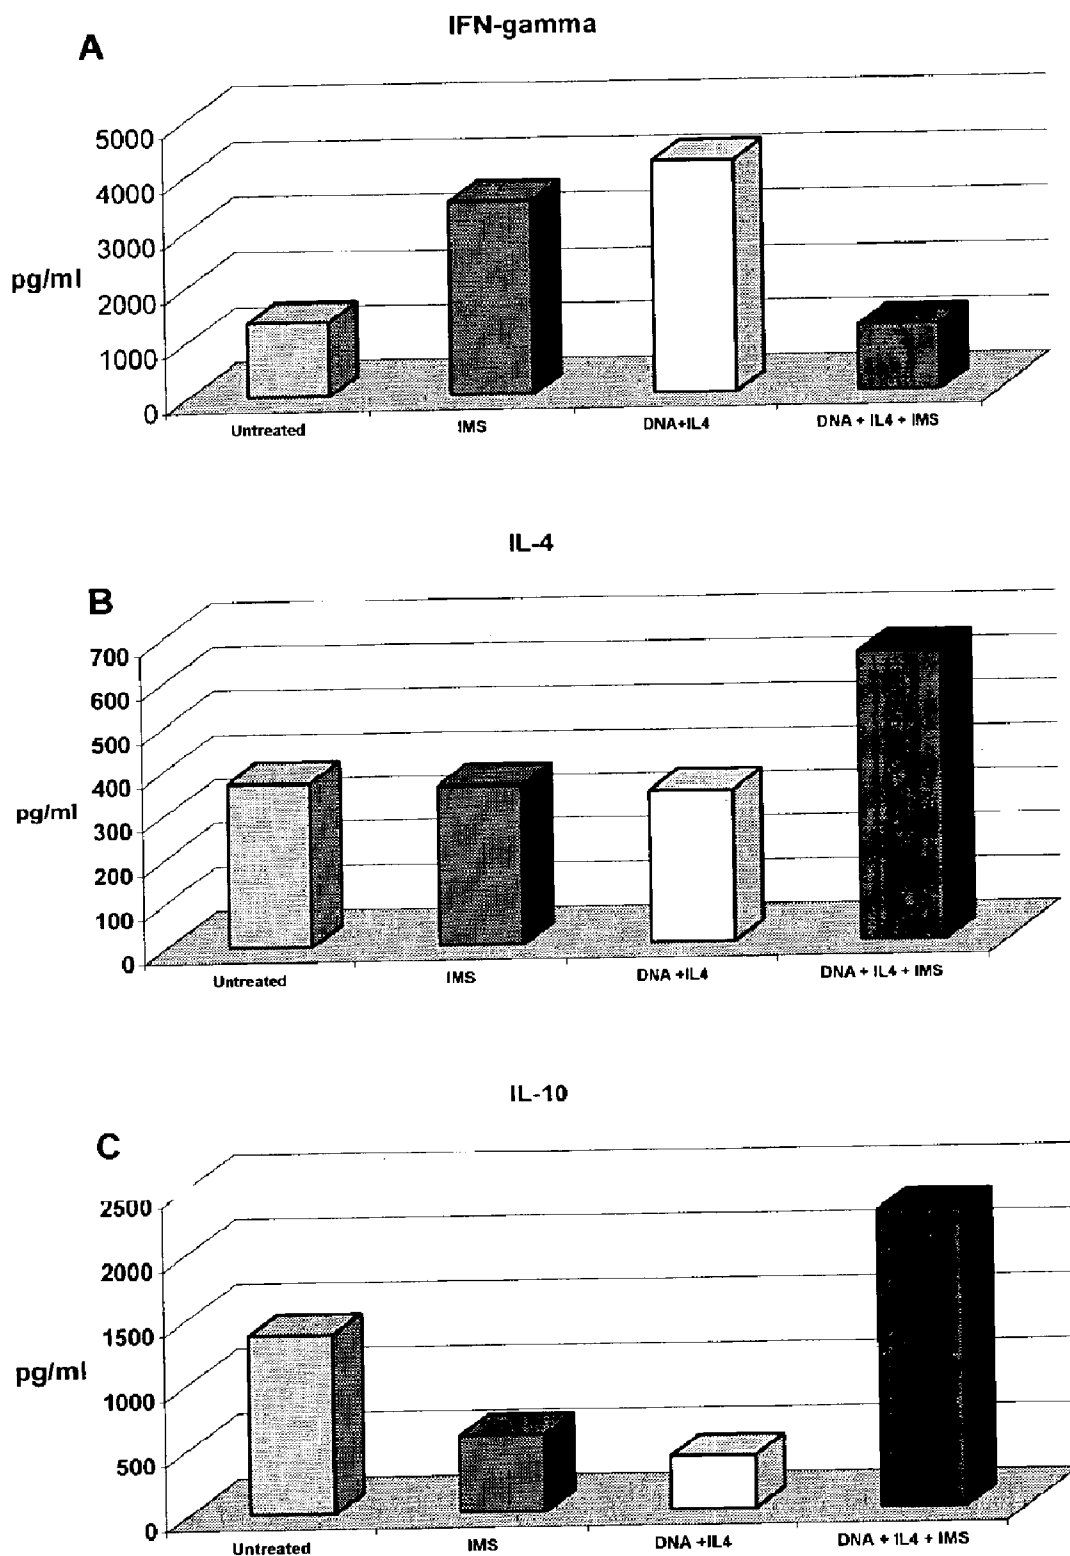 IFN-gamma
A
5000
4000
3000
pg/ml
2000
1000
0
Untreated IMS DNA+IL4 DNA + IL4 + IMS
IL-4
B
700
600
500
400
pg/ml
300
200
100
0
Untreated IMS DNA +IL4 DNA + IL4 + IMS
IL-10
C
2500
2000
1500
pg/ml
1000
500
0
Untreated IMS DNA +IL4 DNA + IL4 + IMS